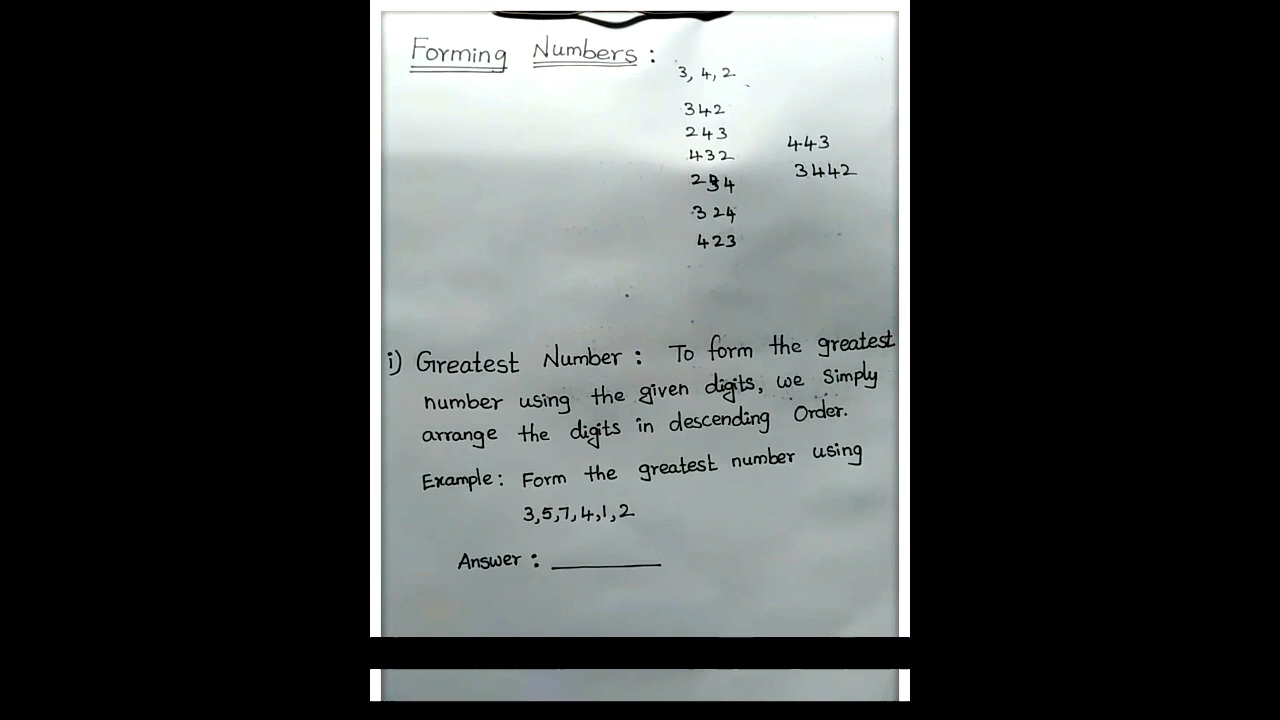 Forming Numbers :
3, 4, 2
342
243
432
234
324
423
443
3442
i) Greatest Number : To form the greatest
number using the given digits, we Simply
arrange the digits in descending Order.
Example : Form the greatest number using
3,5,7,4,1,2
Answer : __________